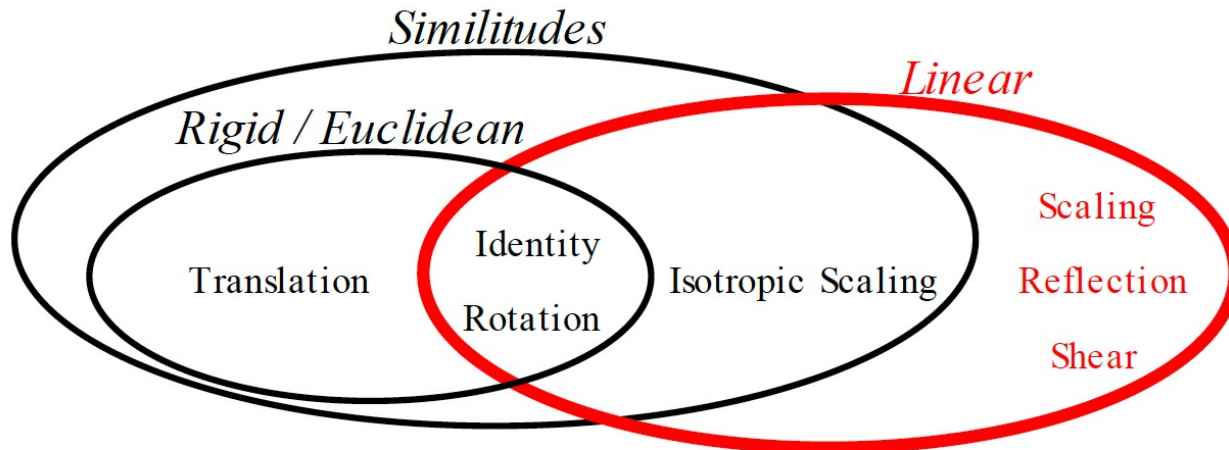 Similitudes
Linear
Rigid / Euclidean
Scaling
Identity
Translation
Isotropic Scaling
Reflection
Rotation
Shear